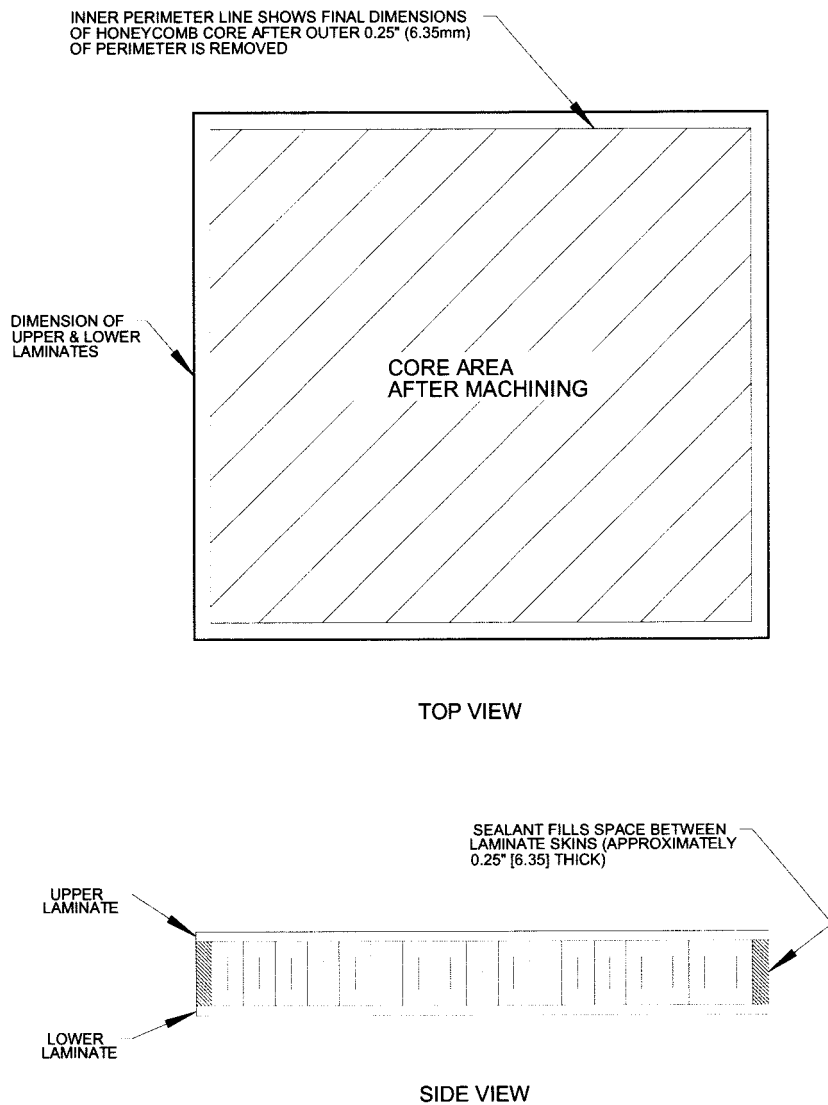 INNER PERIMETER LINE SHOWS FINAL DIMENSIONS
OF HONEYCOMB CORE AFTER OUTER 0.25" (6.35mm)
OF PERIMETER IS REMOVED
DIMENSION OF
UPPER & LOWER
LAMINATES
CORE AREA
AFTER MACHINING
TOP VIEW
SEALANT FILLS SPACE BETWEEN
LAMINATE SKINS (APPROXIMATELY
0.25" [6.35] THICK)
UPPER
LAMINATE
LOWER
LAMINATE
SIDE VIEW